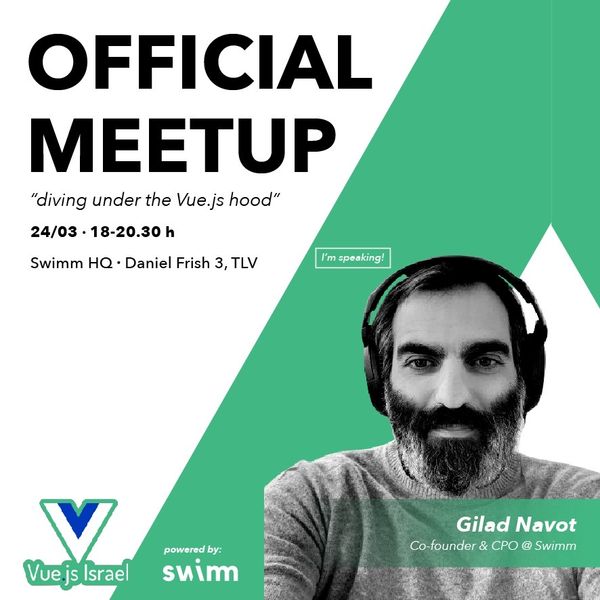 OFFICIAL
MEETUP
“diving under the Vue.js hood”
24/03 · 18-20.30 h
Swimm HQ · Daniel Frish 3, TLV
I'm speaking!
Gilad Navot
Co-founder & CPO @ Swimm
Vue.js Israel
powered by:
swimm